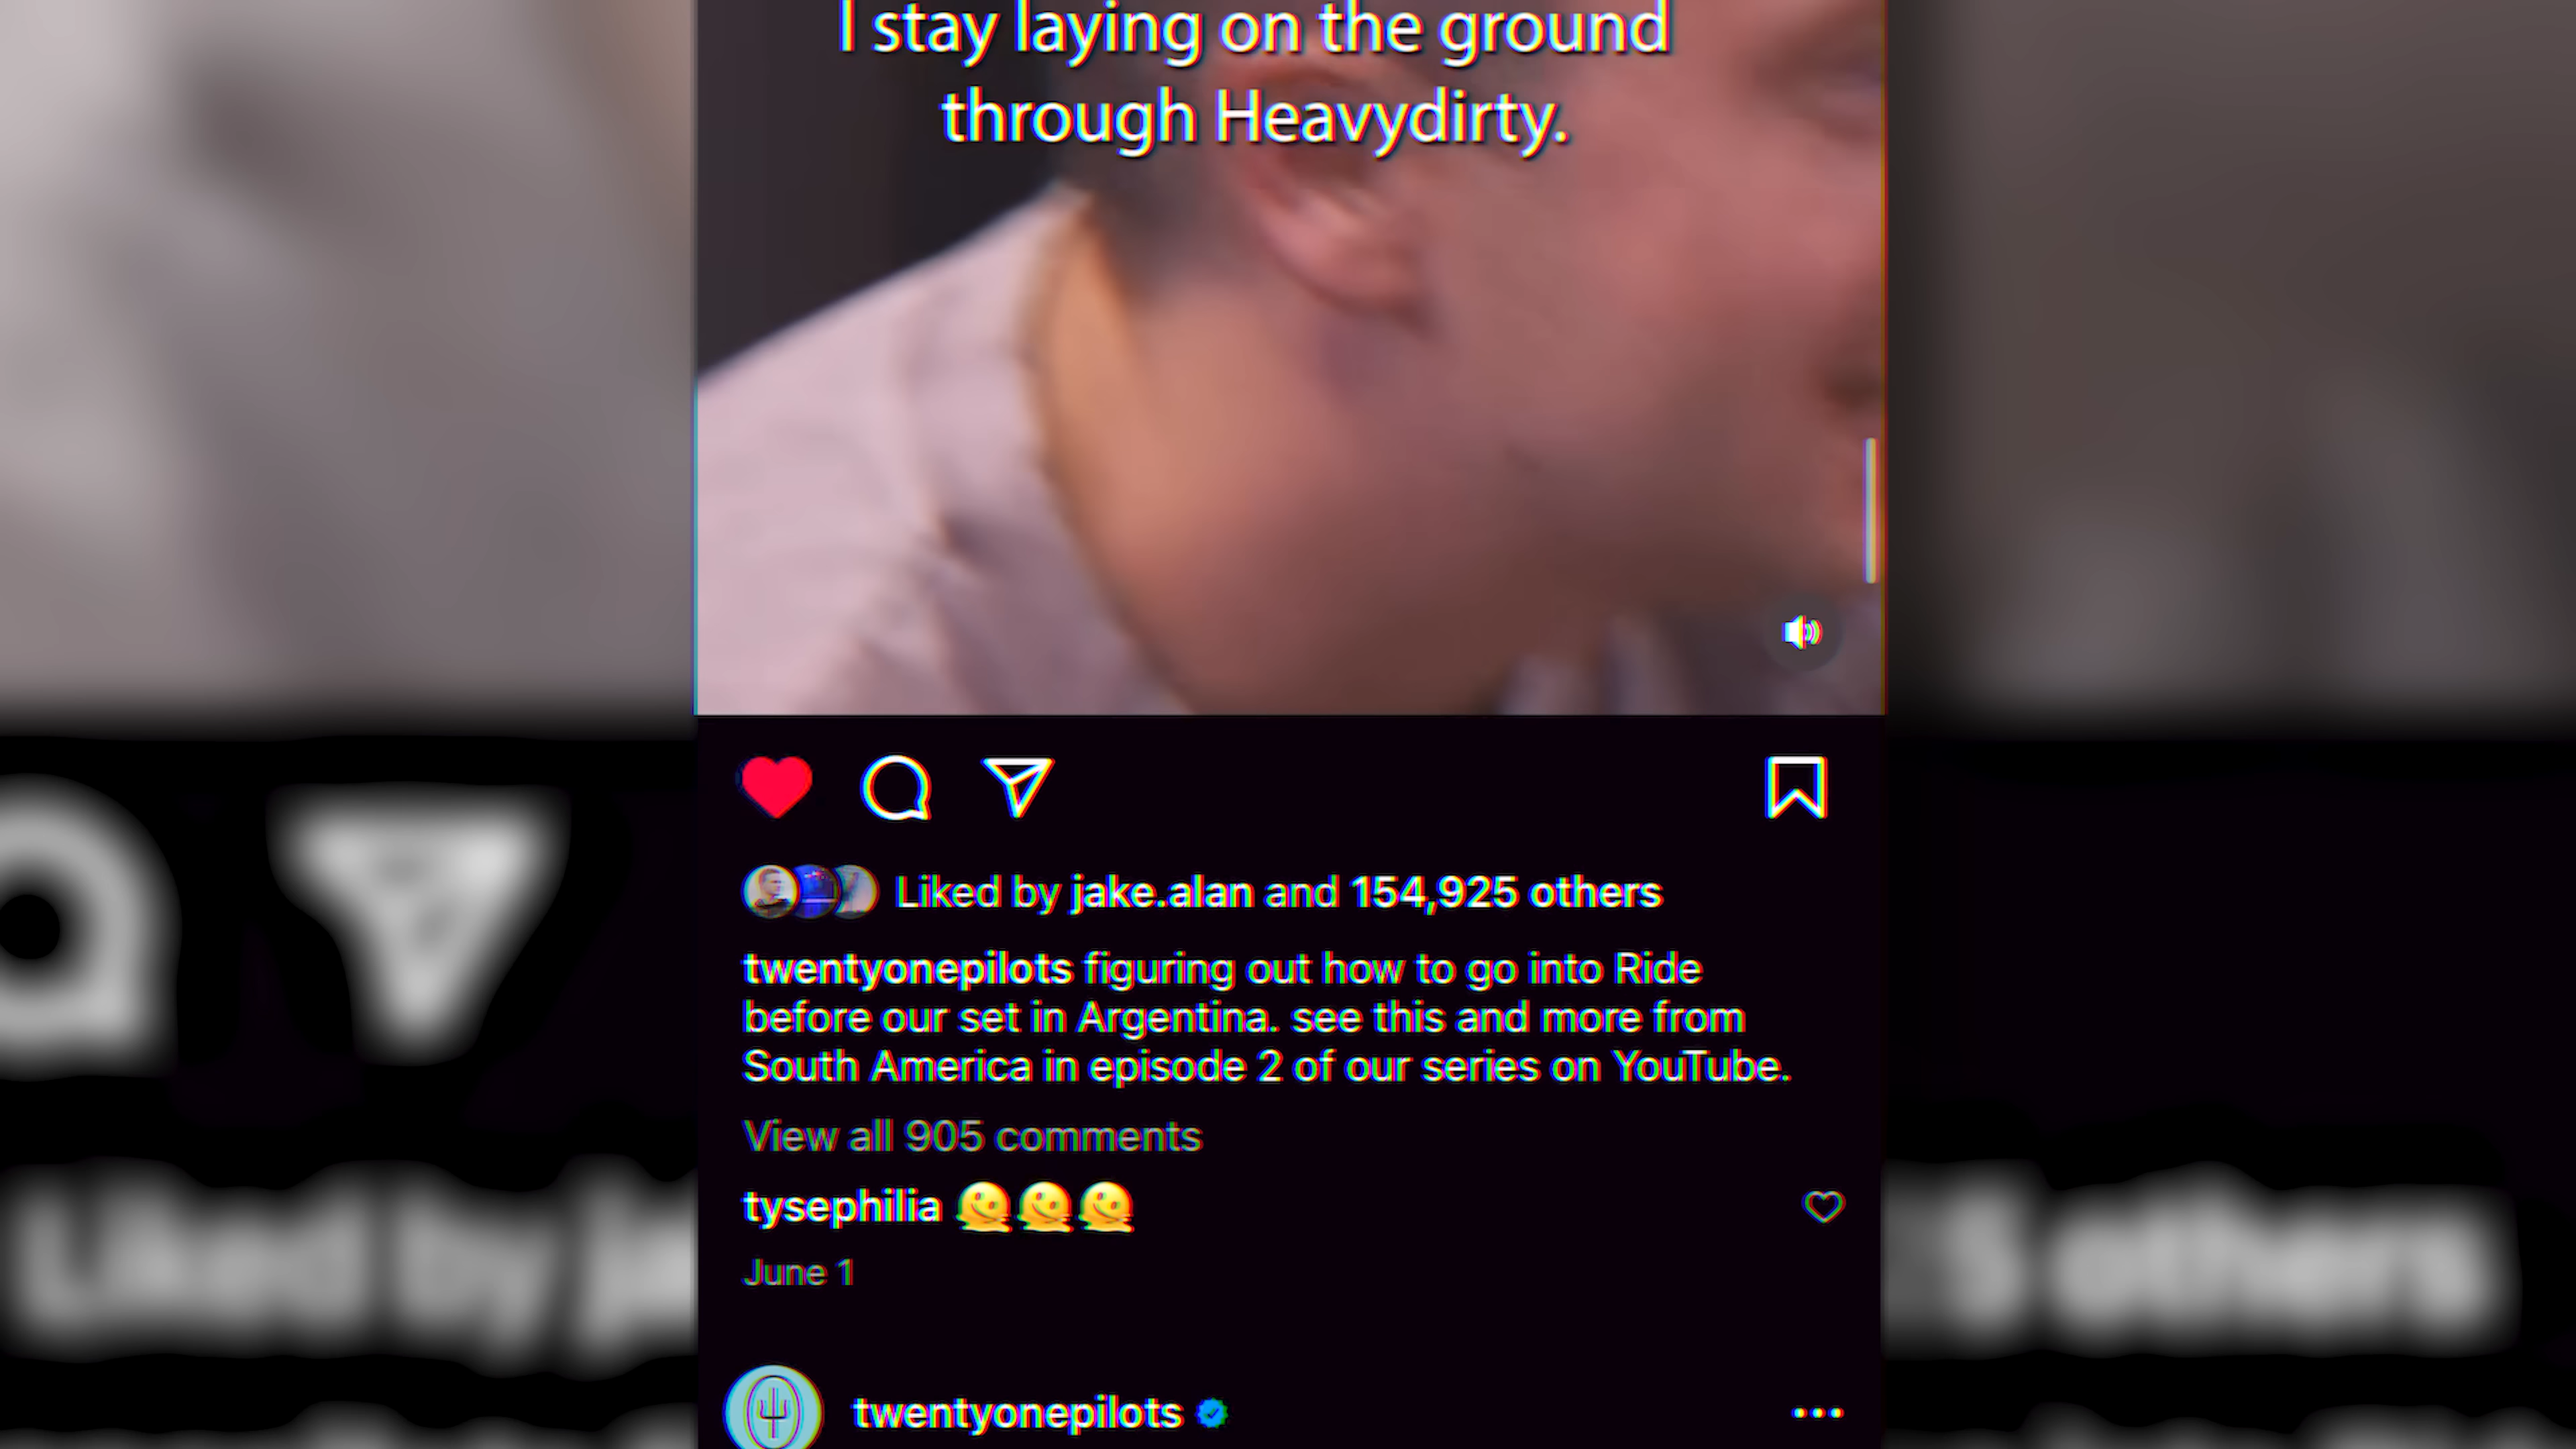 I stay laying on the ground
through Heavydirty.
Liked by jake.alan and 154,925 others
twentyonepilots figuring out how to go into Ride
before our set in Argentina. see this and more from
South America in episode 2 of our series on YouTube.
View all 905 comments
tysephilia 🫠🫠🫠
June 1
twentyonepilots